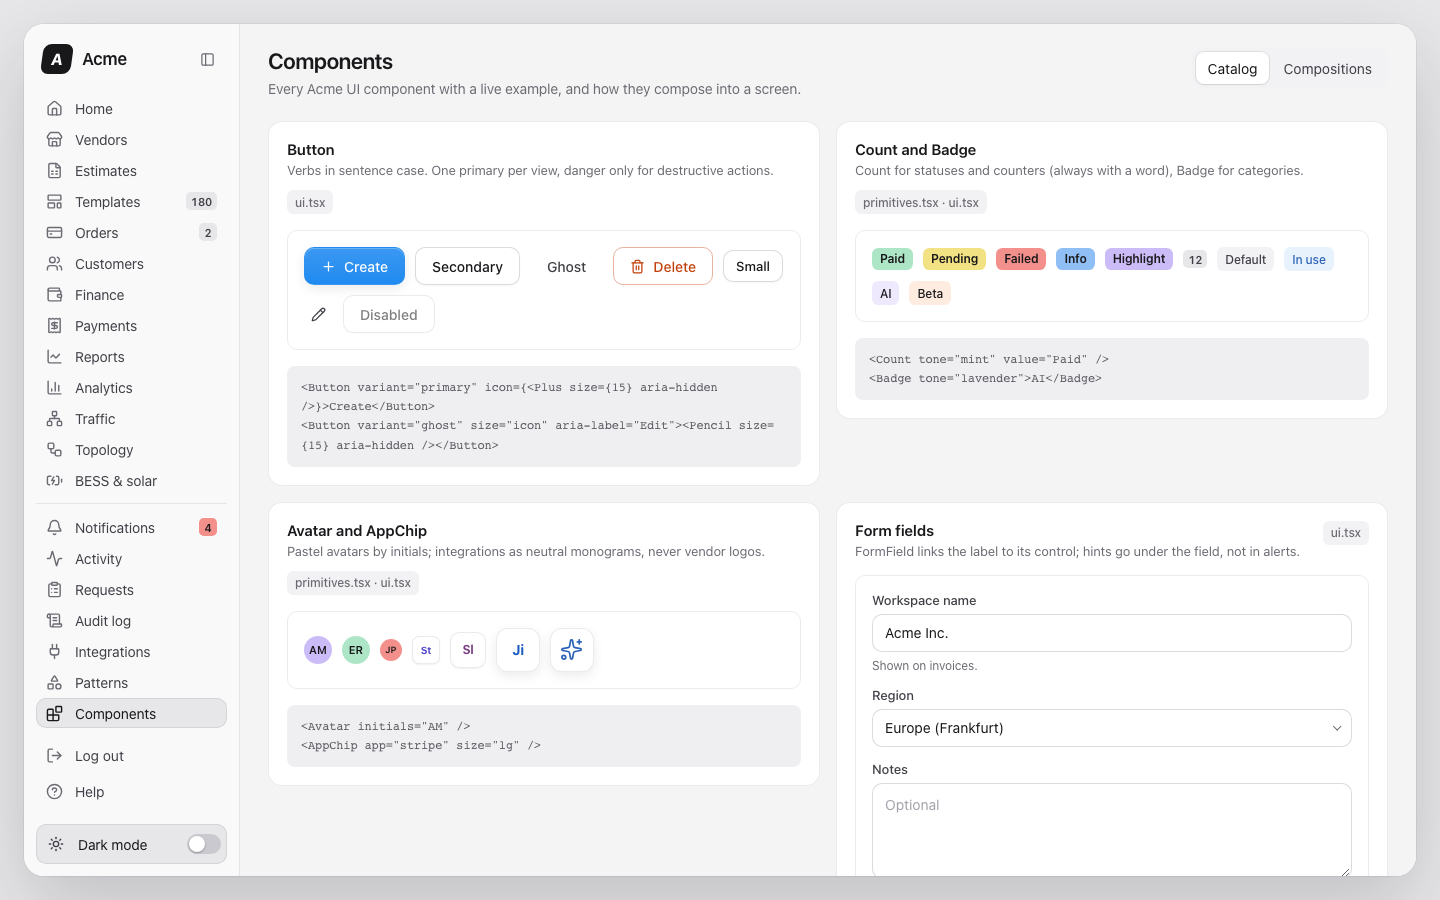 A Acme
Home
Vendors
Estimates
Templates 180
Orders 2
Customers
Finance
Payments
Reports
Analytics
Traffic
Topology
BESS & solar
Notifications 4
Activity
Requests
Audit log
Integrations
Patterns
Components
Log out
Help
Dark mode
Components
Every Acme UI component with a live example, and how they compose into a screen.
Catalog Compositions
Button
Verbs in sentence case. One primary per view, danger only for destructive actions.
ui.tsx
Create Secondary Ghost Delete Small
Disabled
<Button variant="primary" icon={<Plus size={15} aria-hidden
/>}>Create</Button>
<Button variant="ghost" size="icon" aria-label="Edit"><Pencil size=
{15} aria-hidden /></Button>
Count and Badge
Count for statuses and counters (always with a word), Badge for categories.
primitives.tsx · ui.tsx
Paid Pending Failed Info Highlight 12 Default In use
AI Beta
<Count tone="mint" value="Paid" />
<Badge tone="lavender">AI</Badge>
Avatar and AppChip
Pastel avatars by initials; integrations as neutral monograms, never vendor logos.
primitives.tsx · ui.tsx
AM ER JP St Sl Ji
<Avatar initials="AM" />
<AppChip app="stripe" size="lg" />
Form fields
FormField links the label to its control; hints go under the field, not in alerts.
ui.tsx
Workspace name
Acme Inc.
Shown on invoices.
Region
Europe (Frankfurt)
Notes
Optional